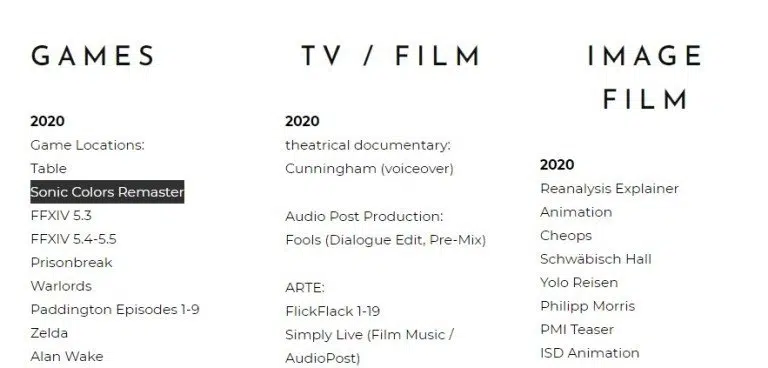 GAMES
2020
Game Locations:
Table
Sonic Colors Remaster
FFXIV 5.3
FFXIV 5.4-5.5
Prisonbreak
Warlords
Paddington Episodes 1-9
Zelda
Alan Wake
TV / FILM
2020
theatrical documentary:
Cunningham (voiceover)
Audio Post Production:
Fools (Dialogue Edit, Pre-Mix)
ARTE:
FlickFlack 1-19
Simply Live (Film Music /
AudioPost)
IMAGE
FILM
2020
Reanalysis Explainer
Animation
Cheops
Schwäbisch Hall
Yolo Reisen
Philipp Morris
PMI Teaser
ISD Animation